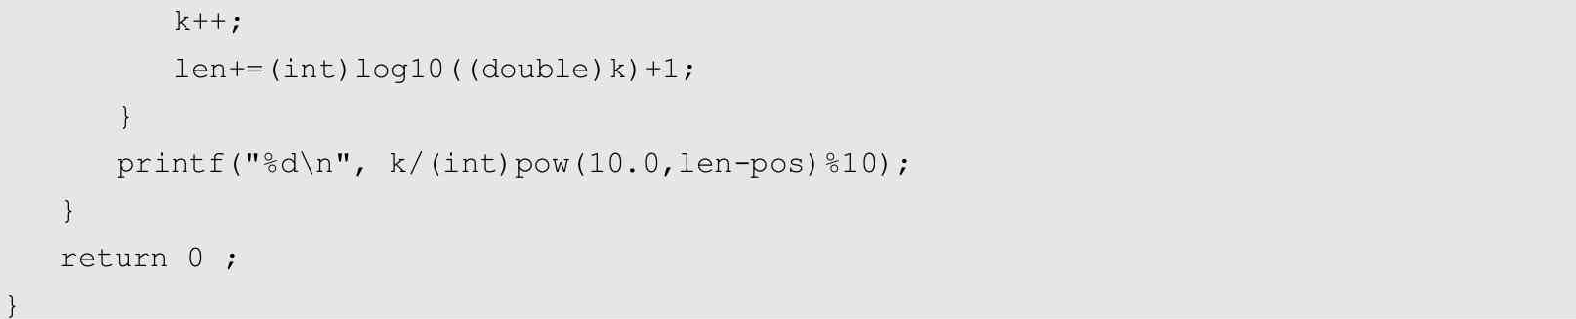 k++;
len+=(int)log10((double)k)+1;
}
printf("%d\n", k/(int)pow(10.0,len-pos)%10);
}
return 0 ;
}